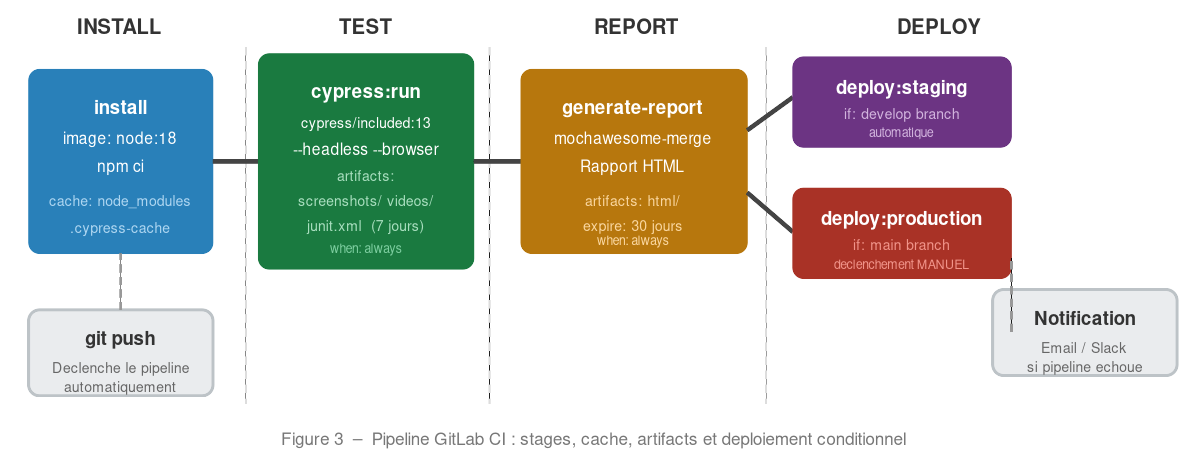 INSTALL
TEST
REPORT
DEPLOY
install
image: node:18
npm ci
cache: node_modules
.cypress-cache
git push
Declenche le pipeline
automatiquement
cypress:run
cypress/included:13
--headless --browser
artifacts:
screenshots/ videos/
junit.xml (7 jours)
when: always
generate-report
mochawesome-merge
Rapport HTML
artifacts: html/
expire: 30 jours
when: always
deploy:staging
if: develop branch
automatique
deploy:production
if: main branch
declenchement MANUEL
Notification
Email / Slack
si pipeline echoue
Figure 3 – Pipeline GitLab CI : stages, cache, artifacts et deploiement conditionnel